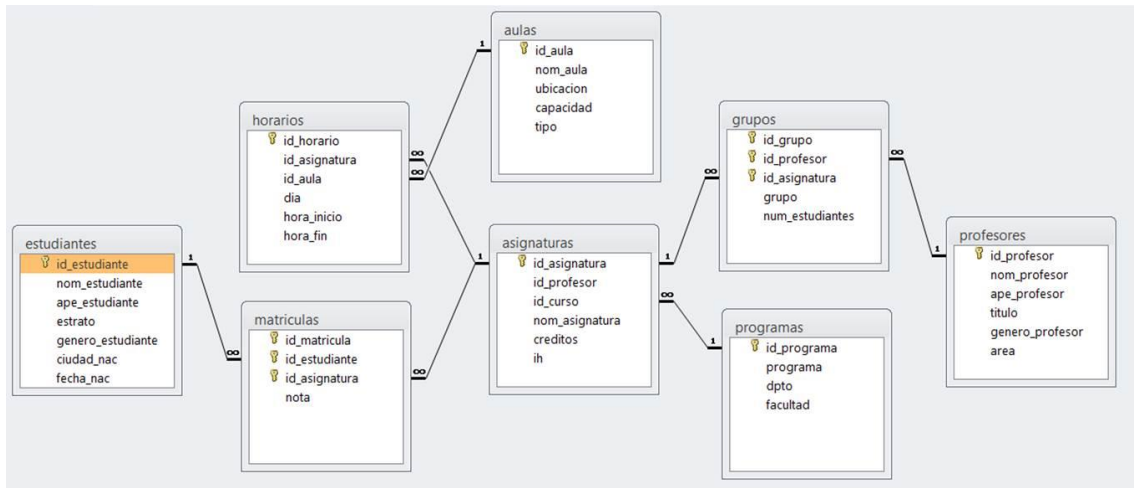 aulas
id_aula
nom_aula
ubicacion
capacidad
tipo
horarios
id_horario
id_asignatura
id_aula
dia
hora_inicio
hora_fin
grupos
id_grupo
id_profesor
id_asignatura
grupo
num_estudiantes
estudiantes
id_estudiante
nom_estudiante
ape_estudiante
estrato
genero_estudiante
ciudad_nac
fecha_nac
matriculas
id_matricula
id_estudiante
id_asignatura
nota
asignaturas
id_asignatura
id_profesor
id_curso
nom_asignatura
creditos
ih
programas
id_programa
programa
dpto
facultad
profesores
id_profesor
nom_profesor
ape_profesor
titulo
genero_profesor
area
1
∞
1
∞
1
∞
1
∞
1
∞
1
∞
∞
1